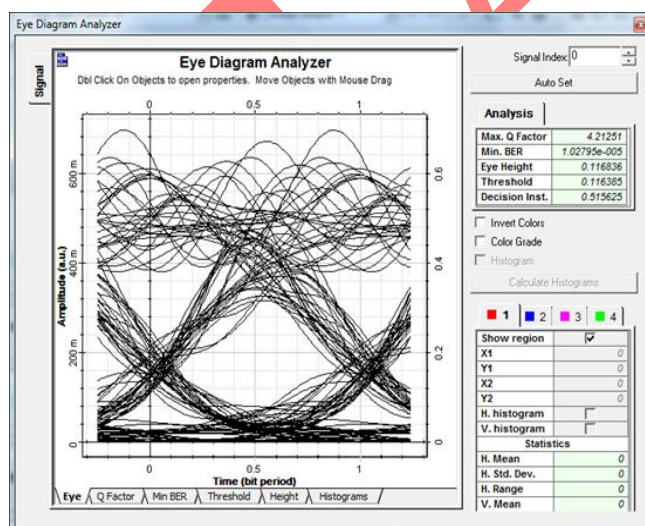 Eye Diagram Analyzer
Signal
Eye Diagram Analyzer
Dbl Click On Objects to open properties. Move Objects with Mouse Drag
0 0.5 1
600 m
400 m
200 m
0
Amplitude (a.u.)
0.6
0.4
0.2
0
0 0.5 1
Time (bit period)
Eye Q Factor Min BER Threshold Height Histograms
Signal Index: 0
Auto Set
Analysis
Max. Q Factor 4.21251
Min. BER 1.02795e-005
Eye Height 0.116836
Threshold 0.116385
Decision Inst. 0.515625
Invert Colors
Color Grade
Histogram
Calculate Histograms
1 2 3 4
Show region
X1 0
Y1 0
X2 0
Y2 0
H. histogram
V. histogram
Statistics
H. Mean 0
H. Std. Dev. 0
H. Range 0
V. Mean 0